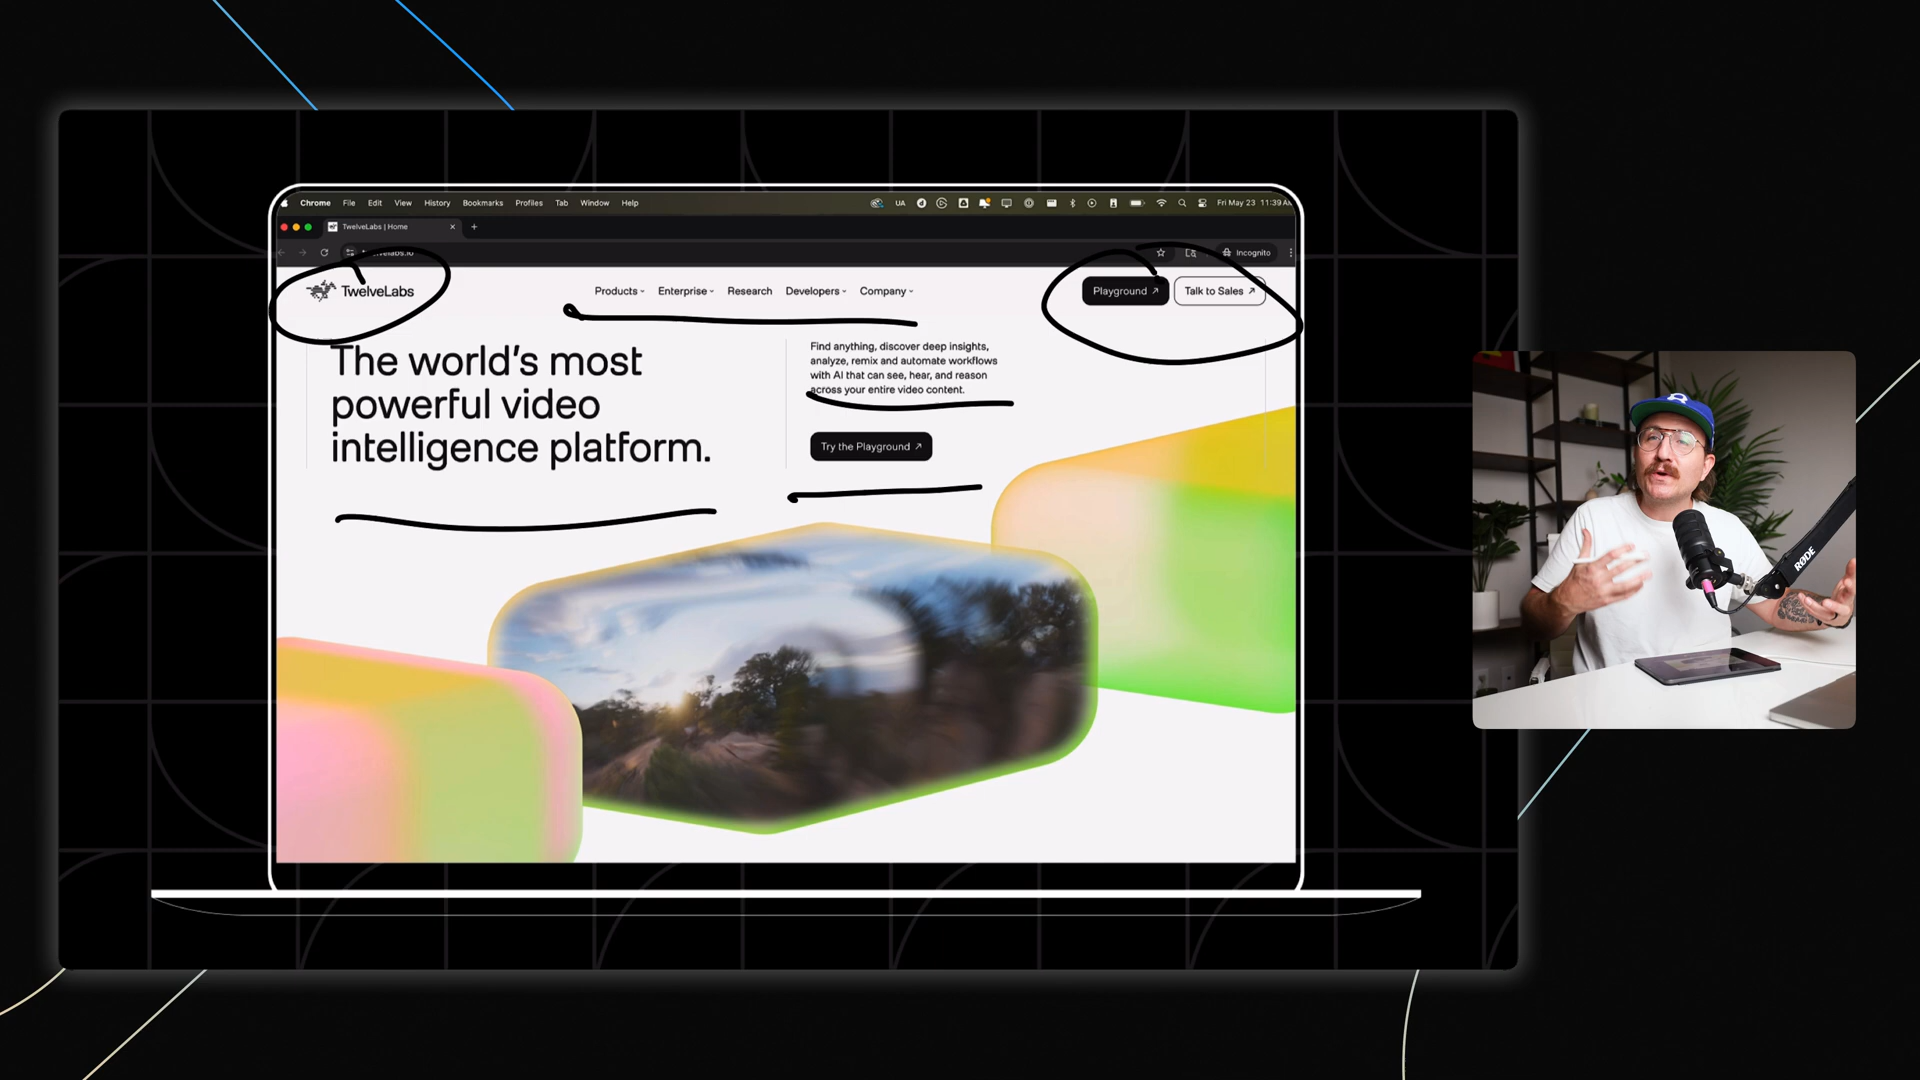 Chrome File Edit View History Bookmarks Profiles Tab Window Help
UA
Fri May 23 11:39
TwelveLabs | Home
Incognito
TwelveLabs
Products
Enterprise
Research
Developers
Company
Playground
Talk to Sales
The world's most
powerful video
intelligence platform.
Find anything, discover deep insights,
analyze, remix and automate workflows
with AI that can see, hear, and reason
across your entire video content.
Try the Playground
RØDE